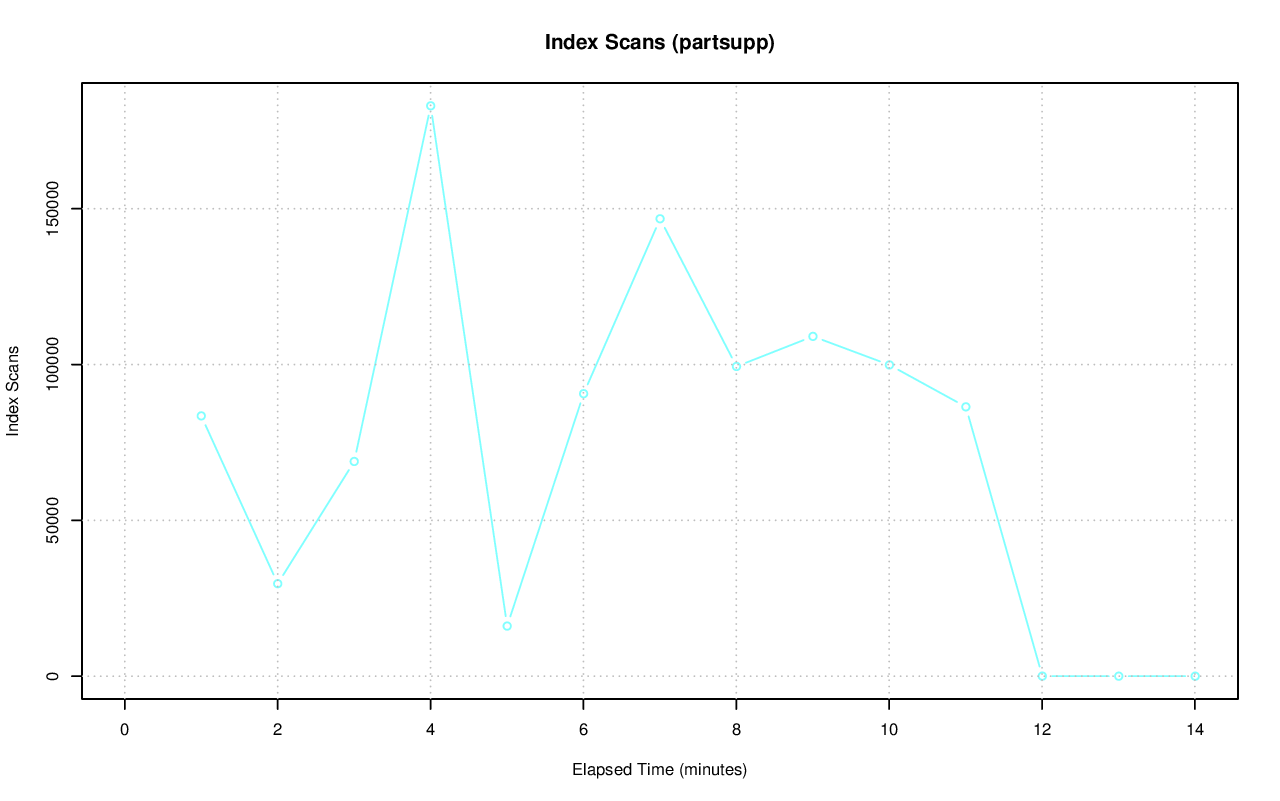 Index Scans (partsupp)
Index Scans
150000
100000
50000
0
0 2 4 6 8 10 12 14
Elapsed Time (minutes)